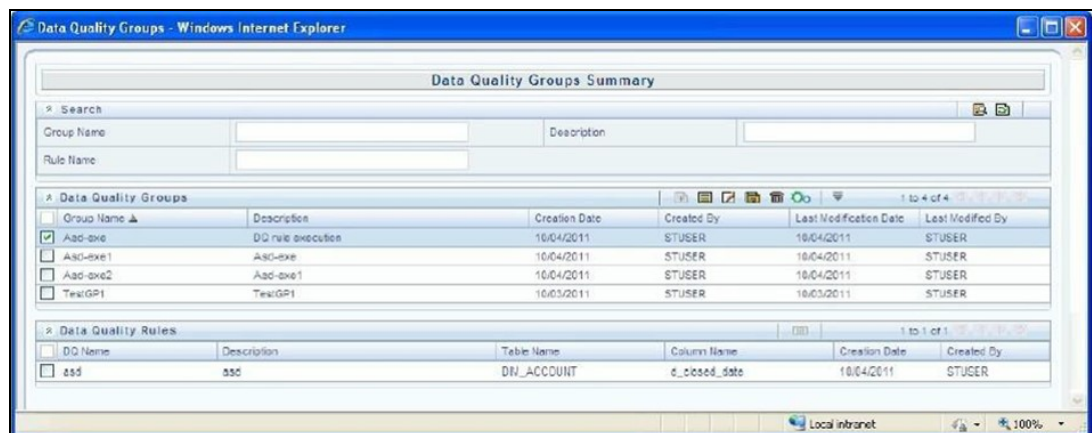 Data Quality Groups - Windows Internet Explorer
Data Quality Groups Summary
Search
Group Name Description
Rule Name
Data Quality Groups 1 to 4 of 4
Group Name Description Creation Date Created By Last Modification Date Last Modified By
Asd-exe DQ rule execution 10/04/2011 STUSER 10/04/2011 STUSER
Asd-exe1 Asd-exe 10/04/2011 STUSER 10/04/2011 STUSER
Asd-exe2 Asd-exe1 10/04/2011 STUSER 10/04/2011 STUSER
TestGP1 TestGP1 10/03/2011 STUSER 10/03/2011 STUSER
Data Quality Rules 1 to 1 of 1
DQ Name Description Table Name Column Name Creation Date Created By
asd asd DIM_ACCOUNT d_closed_date 10/04/2011 STUSER
Local intranet 100%